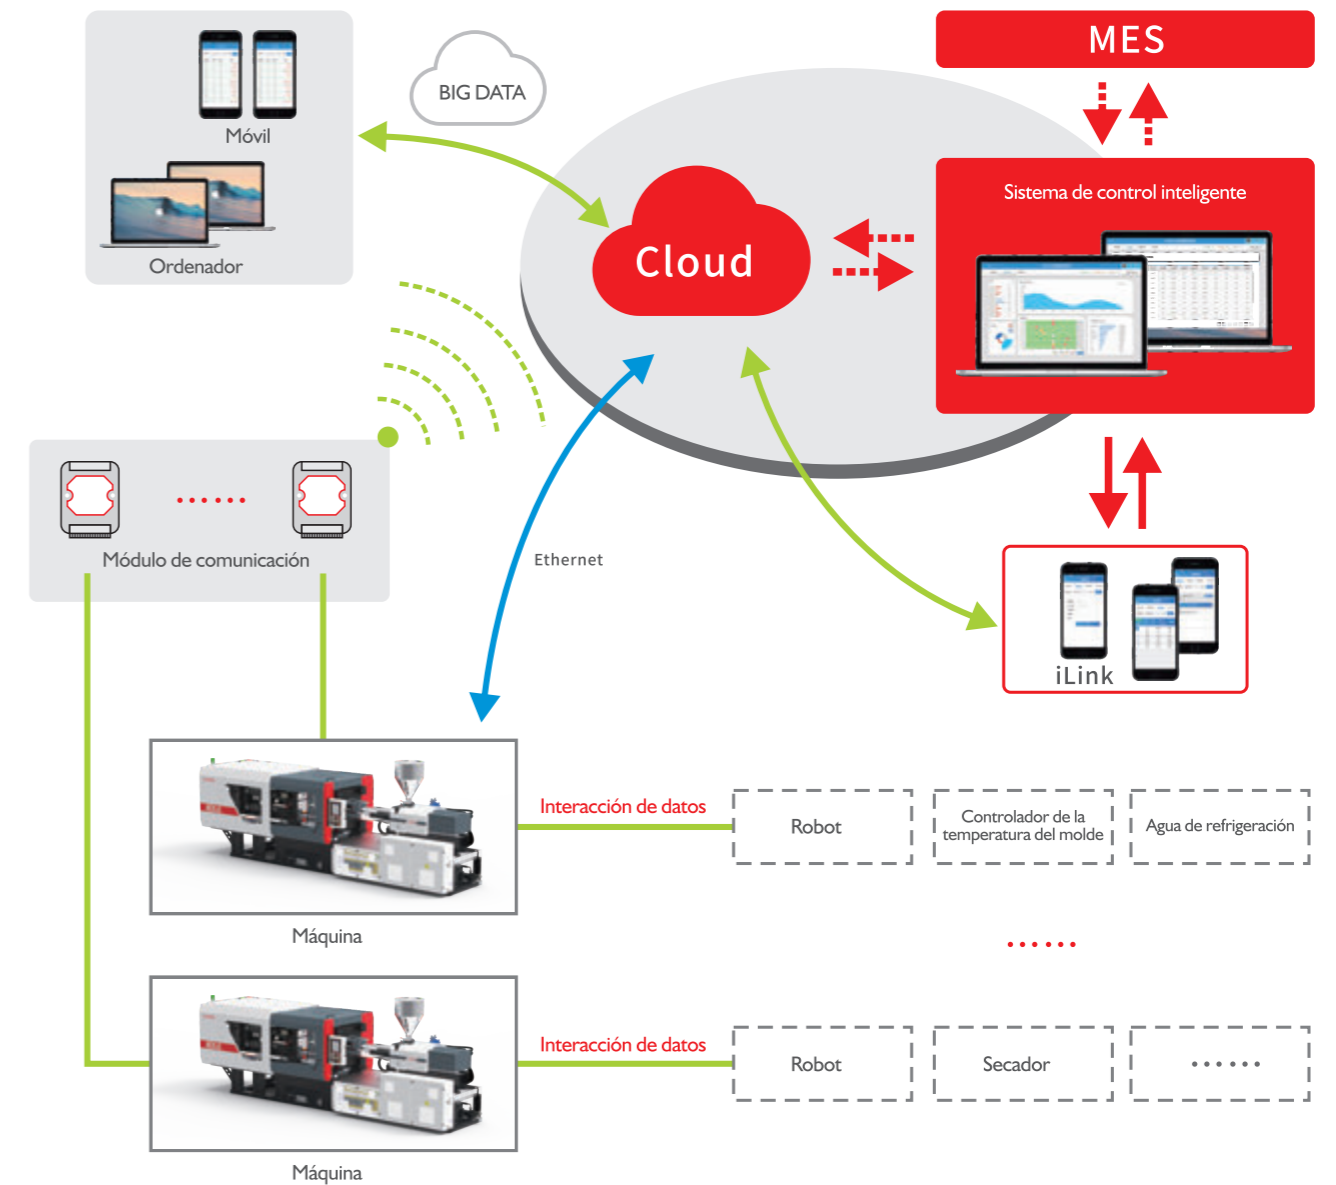 MES
BIG DATA
Móvil
Ordenador
Cloud
Sistema de control inteligente
Módulo de comunicación
Ethernet
iLink
Interacción de datos
Robot
Controlador de la
temperatura del molde
Agua de refrigeración
Máquina
Interacción de datos
Robot
Secador
Máquina